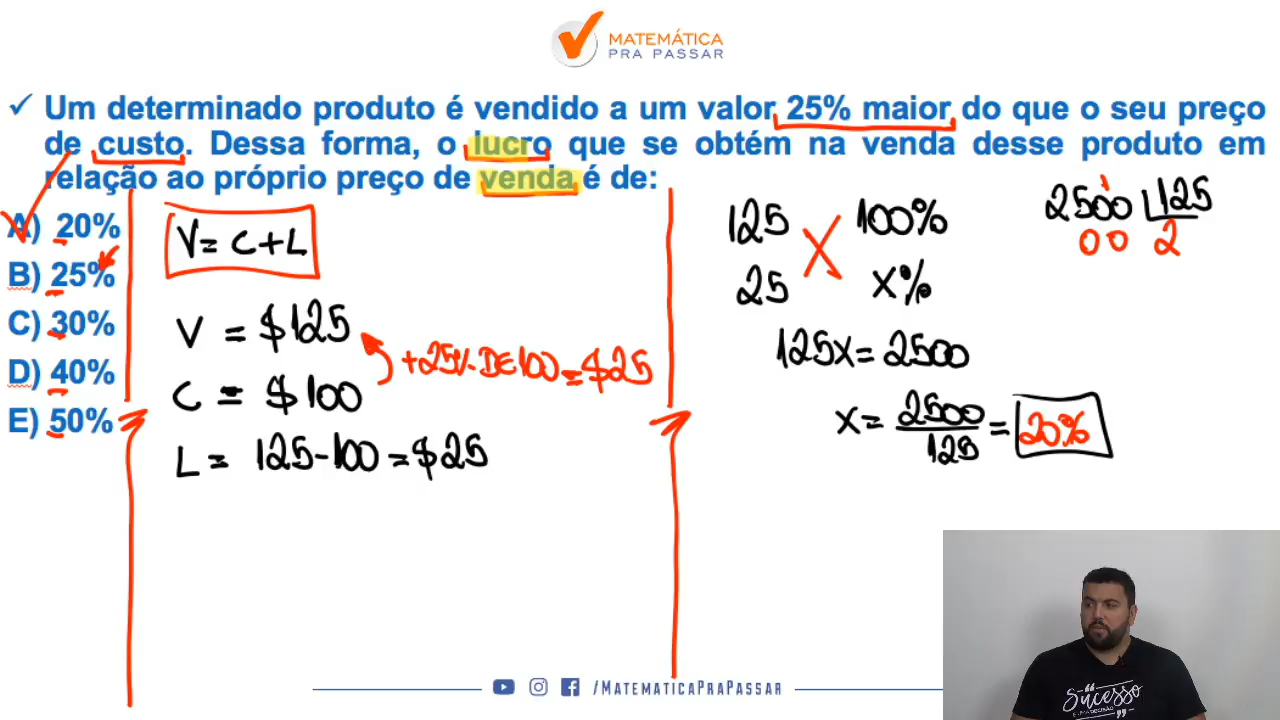 MATEMÁTICA
PRA PASSAR
✓ Um determinado produto é vendido a um valor 25% maior do que o seu preço
de custo. Dessa forma, o lucro que se obtém na venda desse produto em
relação ao próprio preço de venda é de:
A) 20%
B) 25%
C) 30%
D) 40%
E) 50%
V = C + L
V = $125
+25% DE 100 = $25
C = $100
L = 125-100 = $25
125 100%
25 X%
125X = 2500
X = 2500
125
= 20%
2500 125
00 2
/MATEMATICAPRAPASSAR
Sucesso
É MINHA DECISÃO